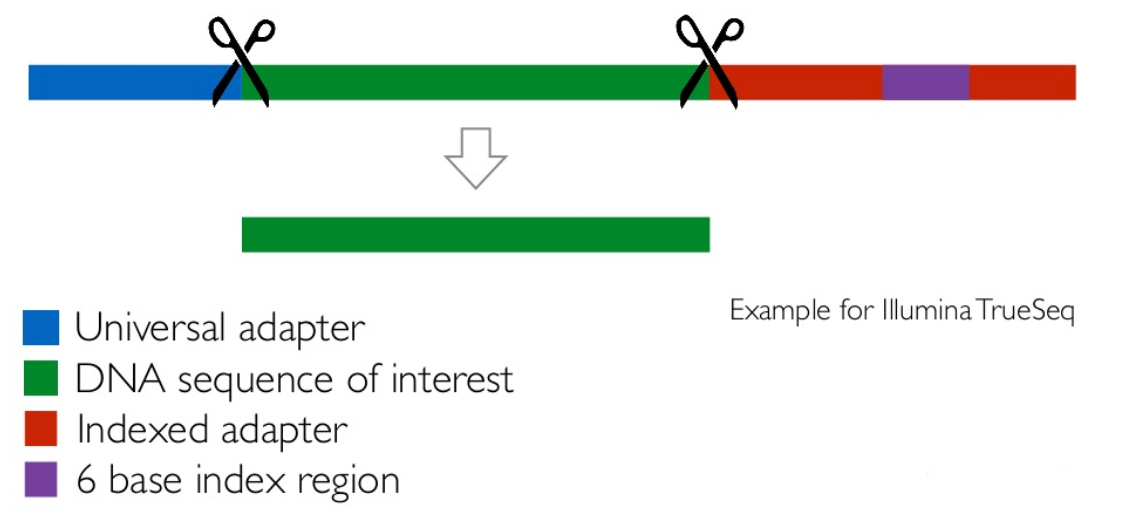 Example for Illumina TrueSeq
Universal adapter
DNA sequence of interest
Indexed adapter
6 base index region